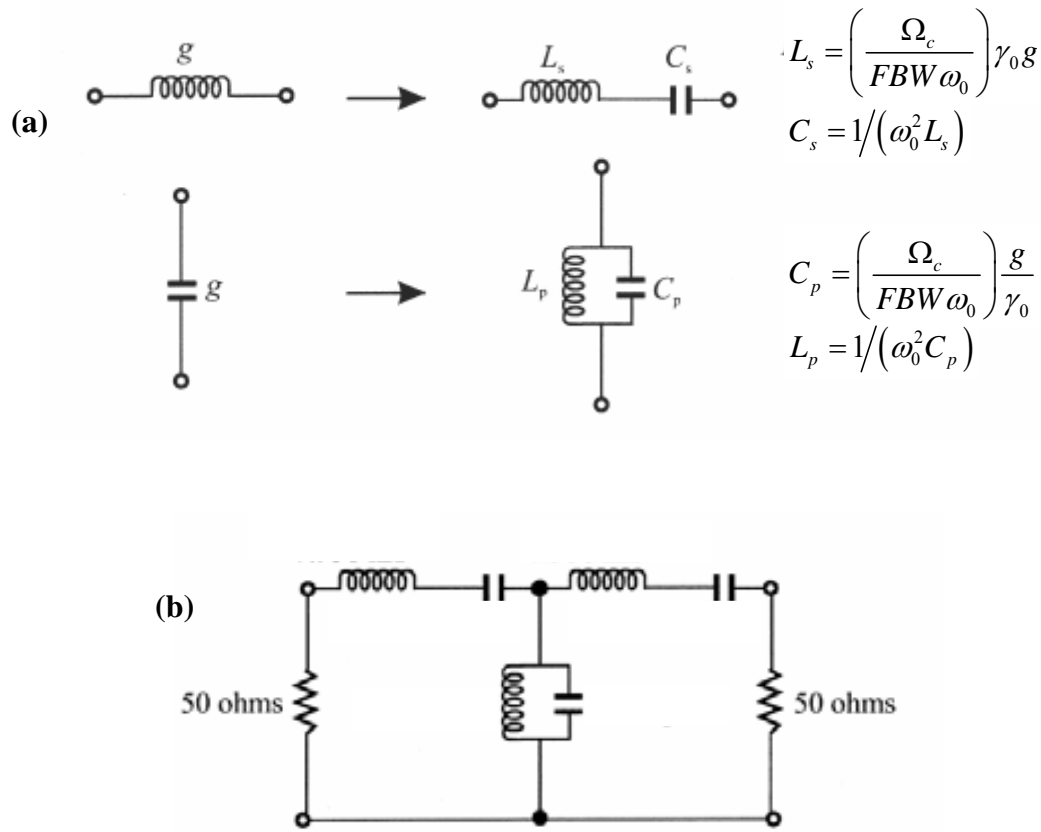 (a)
g
L_s C_s
L_s = (Ω_c / FBW ω_0) γ_0 g
C_s = 1/(ω_0^2 L_s)
g
L_p C_p
C_p = (Ω_c / FBW ω_0) g/γ_0
L_p = 1/(ω_0^2 C_p)
(b)
50 ohms 50 ohms